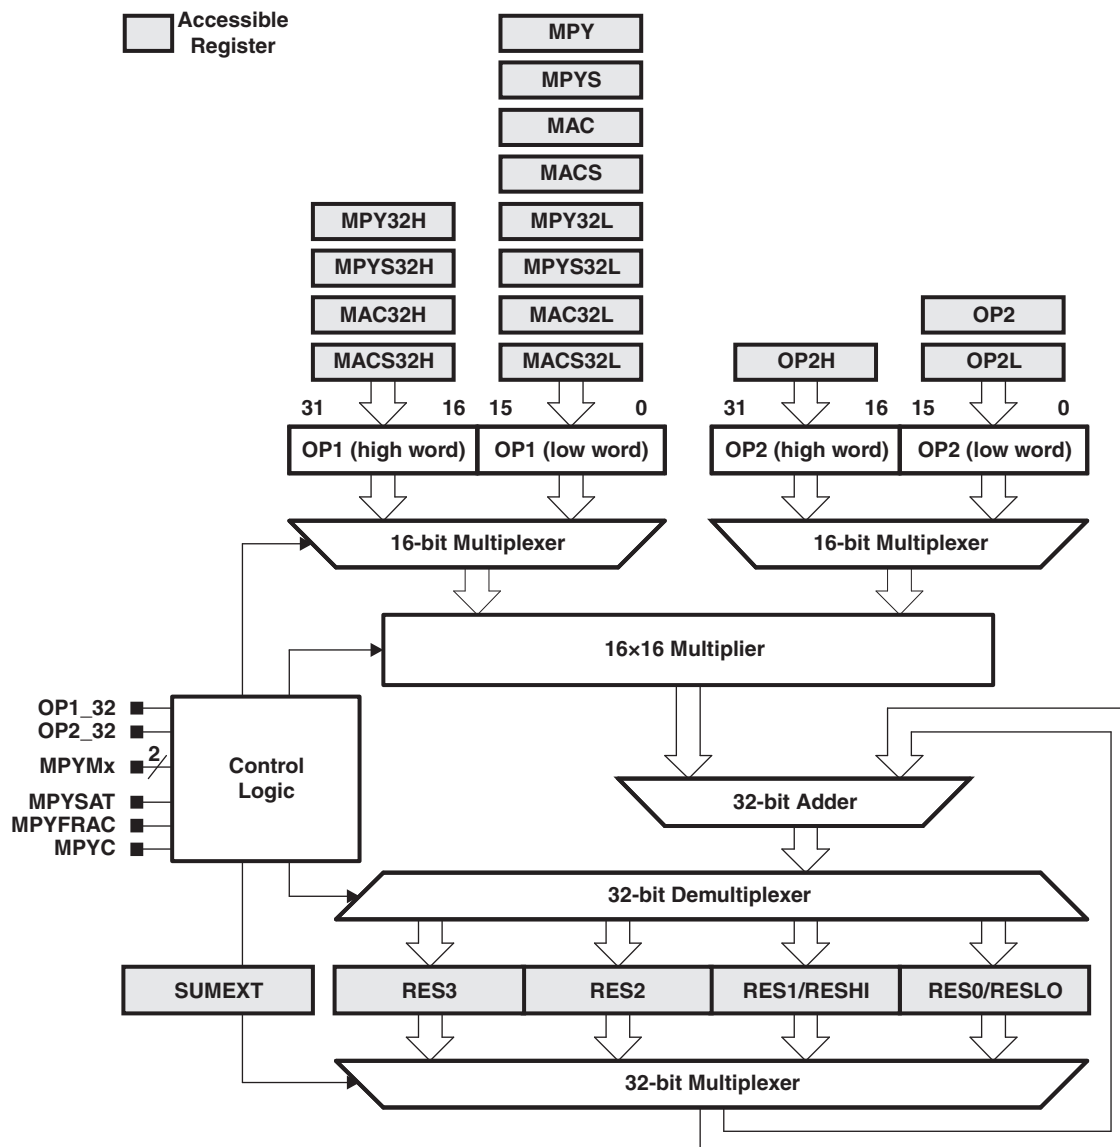 Accessible
Register
MPY
MPYS
MAC
MACS
MPY32H
MPY32L
MPYS32H
MPYS32L
MAC32H
MAC32L
OP2
MACS32H
MACS32L
OP2H
OP2L
31 16 15 0 31 16 15 0
OP1 (high word) OP1 (low word) OP2 (high word) OP2 (low word)
16-bit Multiplexer 16-bit Multiplexer
16×16 Multiplier
OP1_32
OP2_32
MPYMx
2
MPYSAT
MPYFRAC
MPYC
Control
Logic
32-bit Adder
32-bit Demultiplexer
SUMEXT
RES3
RES2
RES1/RESHI
RES0/RESLO
32-bit Multiplexer